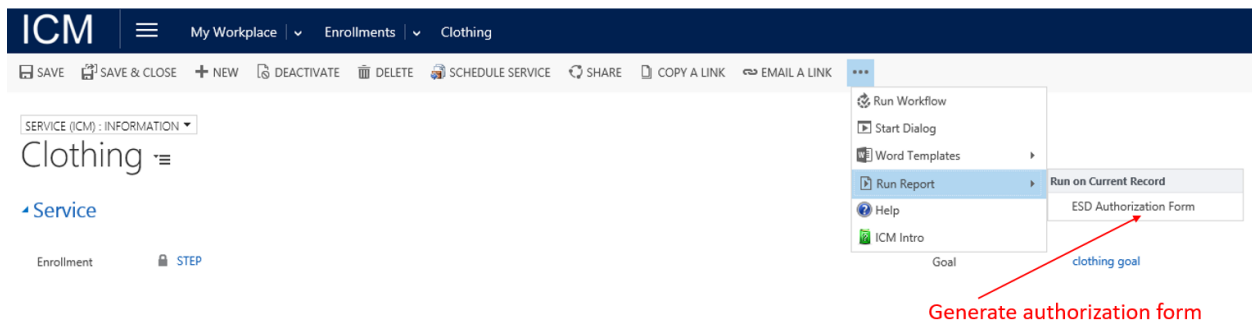 ICM My Workplace Enrollments Clothing
SAVE SAVE & CLOSE NEW DEACTIVATE DELETE SCHEDULE SERVICE SHARE COPY A LINK EMAIL A LINK •••
Run Workflow
SERVICE (ICM) : INFORMATION
Start Dialog
Clothing
Word Templates
Run Report
Run on Current Record
Service
Help
ESD Authorization Form
ICM Intro
Enrollment STEP Goal clothing goal
Generate authorization form